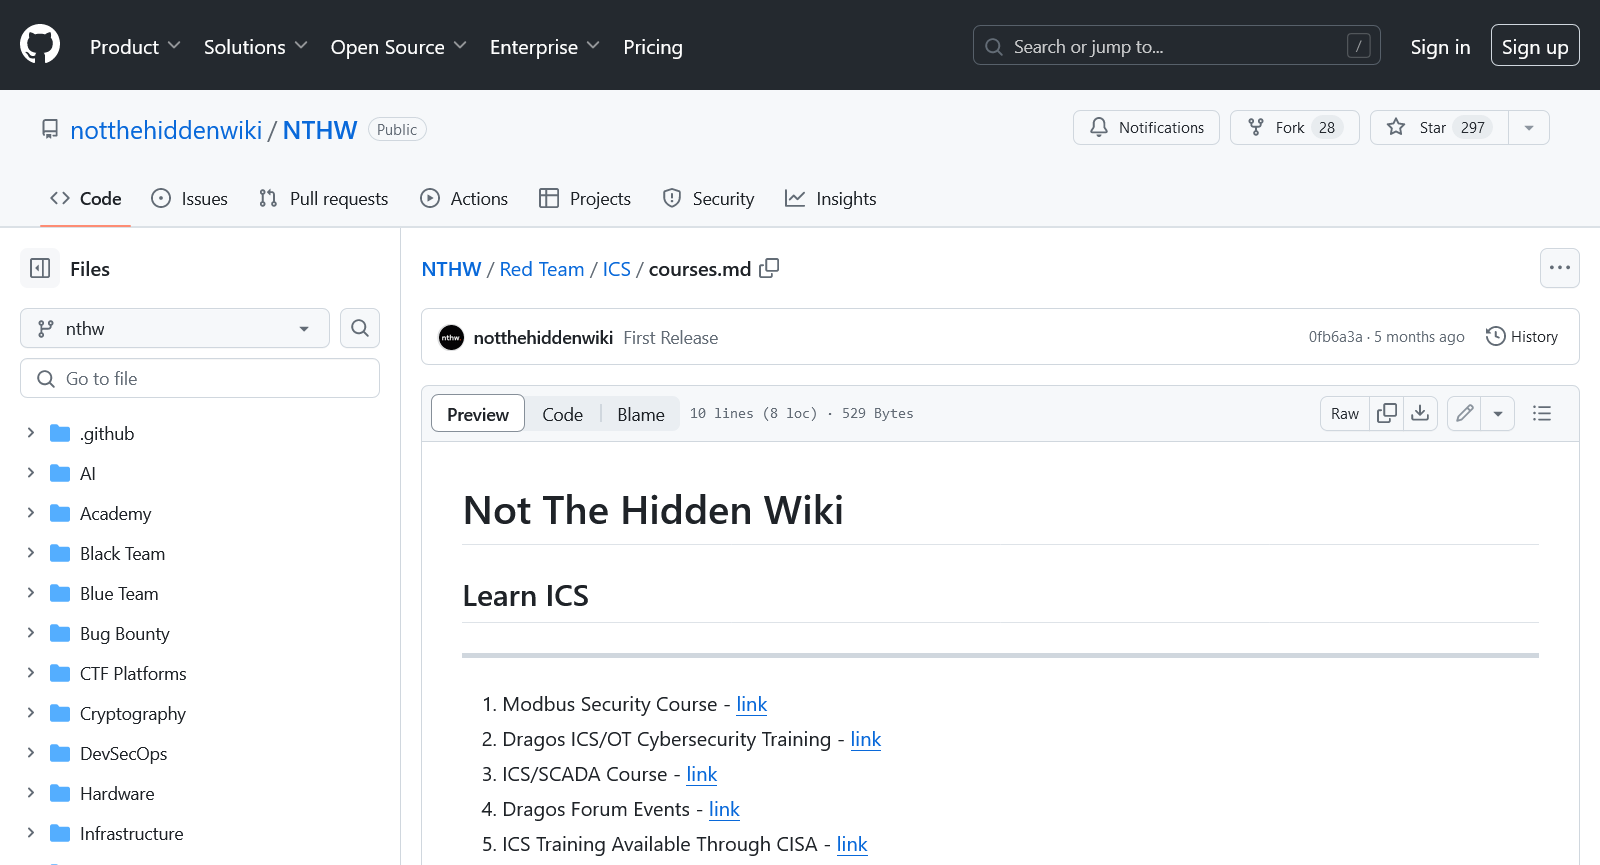 Product Solutions Open Source Enterprise Pricing Search or jump to... / Sign in Sign up
notthehiddenwiki / NTHW Public Notifications Fork 28 Star 297
Code Issues Pull requests Actions Projects Security Insights
Files
nthw
Go to file
.github
AI
Academy
Black Team
Blue Team
Bug Bounty
CTF Platforms
Cryptography
DevSecOps
Hardware
Infrastructure
NTHW / Red Team / ICS / courses.md
nthw notthehiddenwiki First Release 0fb6a3a · 5 months ago History
Preview Code Blame 10 lines (8 loc) · 529 Bytes Raw
Not The Hidden Wiki
Learn ICS
1. Modbus Security Course - link
2. Dragos ICS/OT Cybersecurity Training - link
3. ICS/SCADA Course - link
4. Dragos Forum Events - link
5. ICS Training Available Through CISA - link